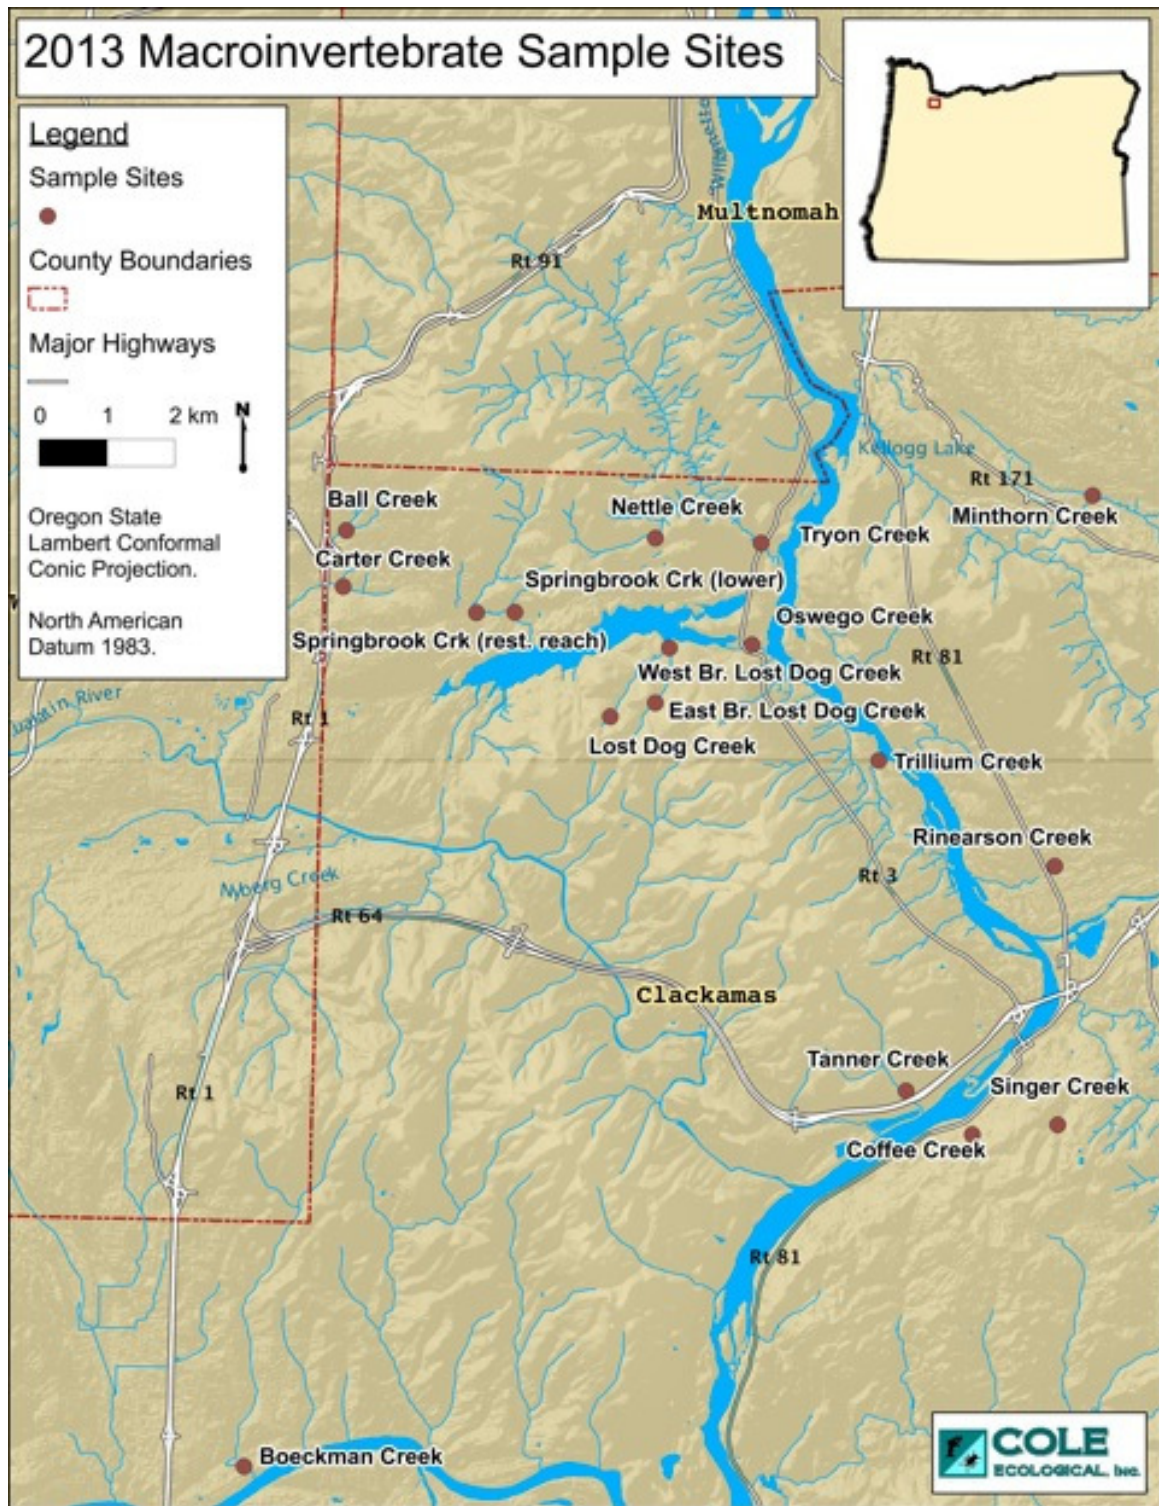 2013 Macroinvertebrate Sample Sites
Legend
Sample Sites
County Boundaries
Major Highways
0 1 2 km N
Oregon State
Lambert Conformal
Conic Projection.
North American
Datum 1983.
Multnomah
Rt 91
Kellogg Lake
Rt 171
Minthorn Creek
Ball Creek
Nettle Creek
Tryon Creek
Carter Creek
Springbrook Crk (lower)
Oswego Creek
Springbrook Crk (rest. reach)
Rt 81
West Br. Lost Dog Creek
East Br. Lost Dog Creek
Lost Dog Creek
River
Rt 1
Trillium Creek
Rinearson Creek
Rt 3
Nyberg Creek
Rt 64
Clackamas
Tanner Creek
Singer Creek
Rt 1
Coffee Creek
Rt 81
Boeckman Creek
COLE
ECOLOGICAL, Inc.